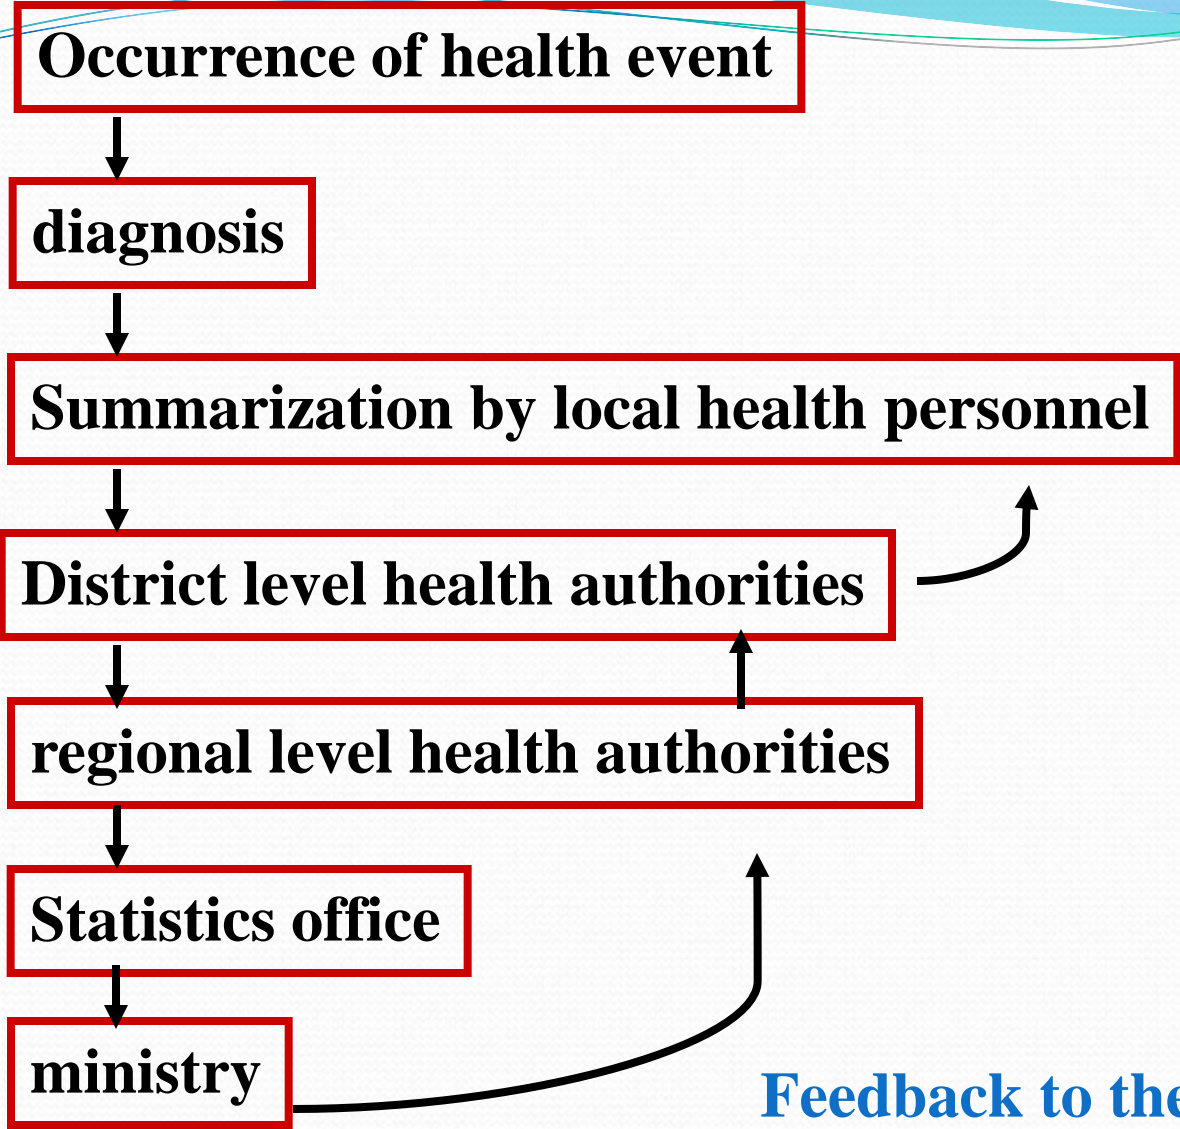 Occurrence of health event
diagnosis
Summarization by local health personnel
District level health authorities
regional level health authorities
Statistics office
ministry
Feedback to the